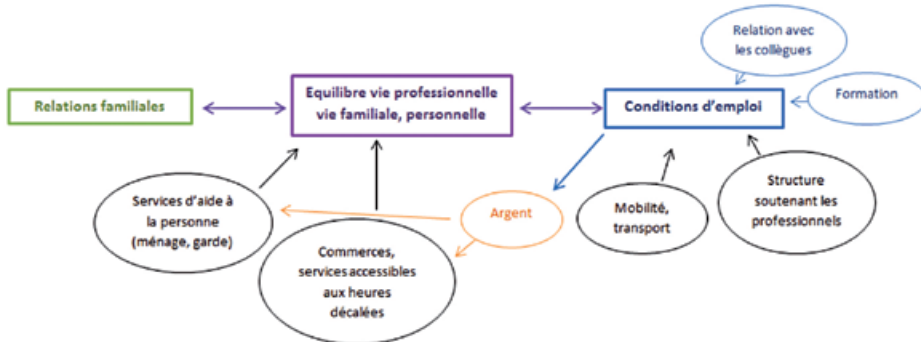 Relation avec
les collègues
Relations familiales
Equilibre vie professionnelle
vie familiale, personnelle
Conditions d'emploi
Formation
Services d'aide à
la personne
(ménage, garde)
Argent
Mobilité,
transport
Structure
soutenant les
professionnels
Commerces,
services accessibles
aux heures
décalées